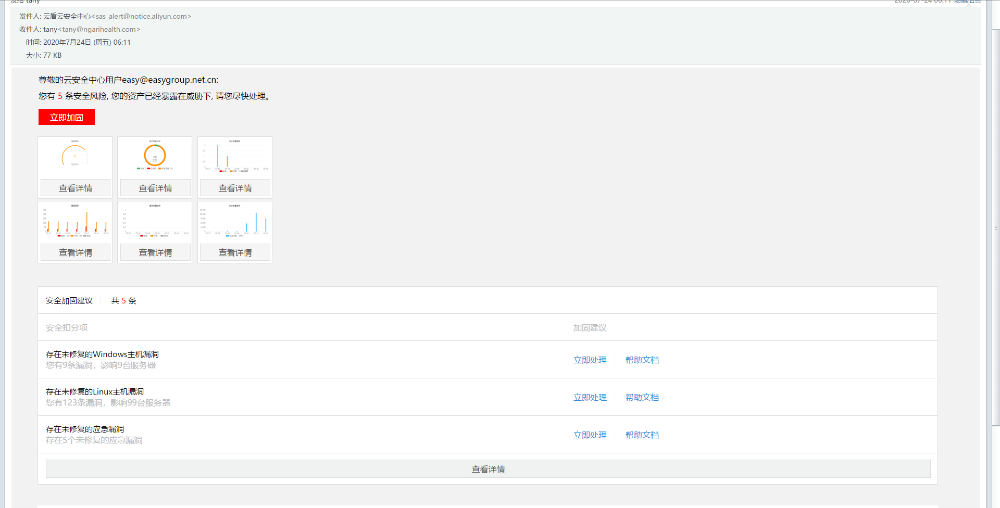 发给 tany
2020-07-24 06:11 隐藏信息
发件人: 云盾云安全中心<sas_alert@notice.aliyun.com>
收件人: tany<tany@ngarihealth.com>
时间: 2020年7月24日 (周五) 06:11
大小: 77 KB
尊敬的云安全中心用户easy@easygroup.net.cn:
您有 5 条安全风险, 您的资产已经暴露在威胁下, 请您尽快处理。
立即加固
查看详情
查看详情
查看详情
查看详情
查看详情
查看详情
安全加固建议 共 5 条
安全扣分项 加固建议
存在未修复的Windows主机漏洞
您有9条漏洞，影响9台服务器
立即处理 帮助文档
存在未修复的Linux主机漏洞
您有123条漏洞，影响99台服务器
立即处理 帮助文档
存在未修复的应急漏洞
存在5个未修复的应急漏洞
立即处理 帮助文档
查看详情